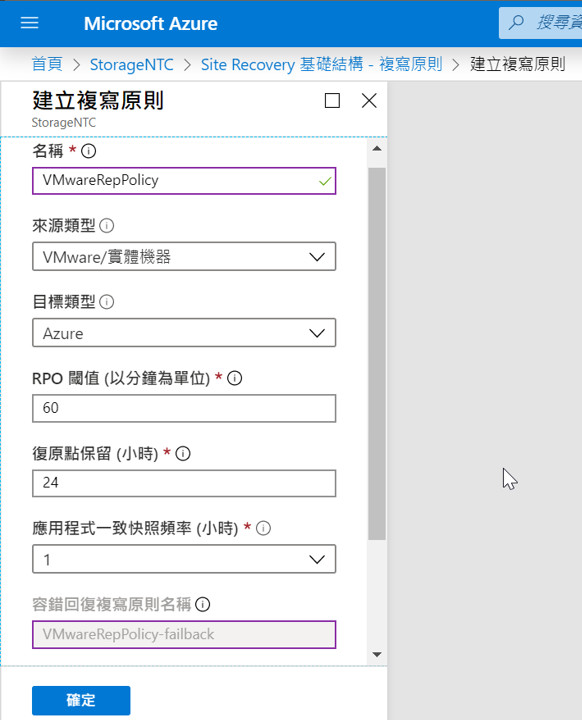 Microsoft Azure
搜尋資
首頁 > StorageNTC > Site Recovery 基礎結構 - 複寫原則 > 建立複寫原則
建立複寫原則
StorageNTC
名稱 *
VMwareRepPolicy
來源類型
VMware/實體機器
目標類型
Azure
RPO 閾值 (以分鐘為單位) *
60
復原點保留 (小時) *
24
應用程式一致快照頻率 (小時) *
1
容錯回復複寫原則名稱
VMwareRepPolicy-failback
確定